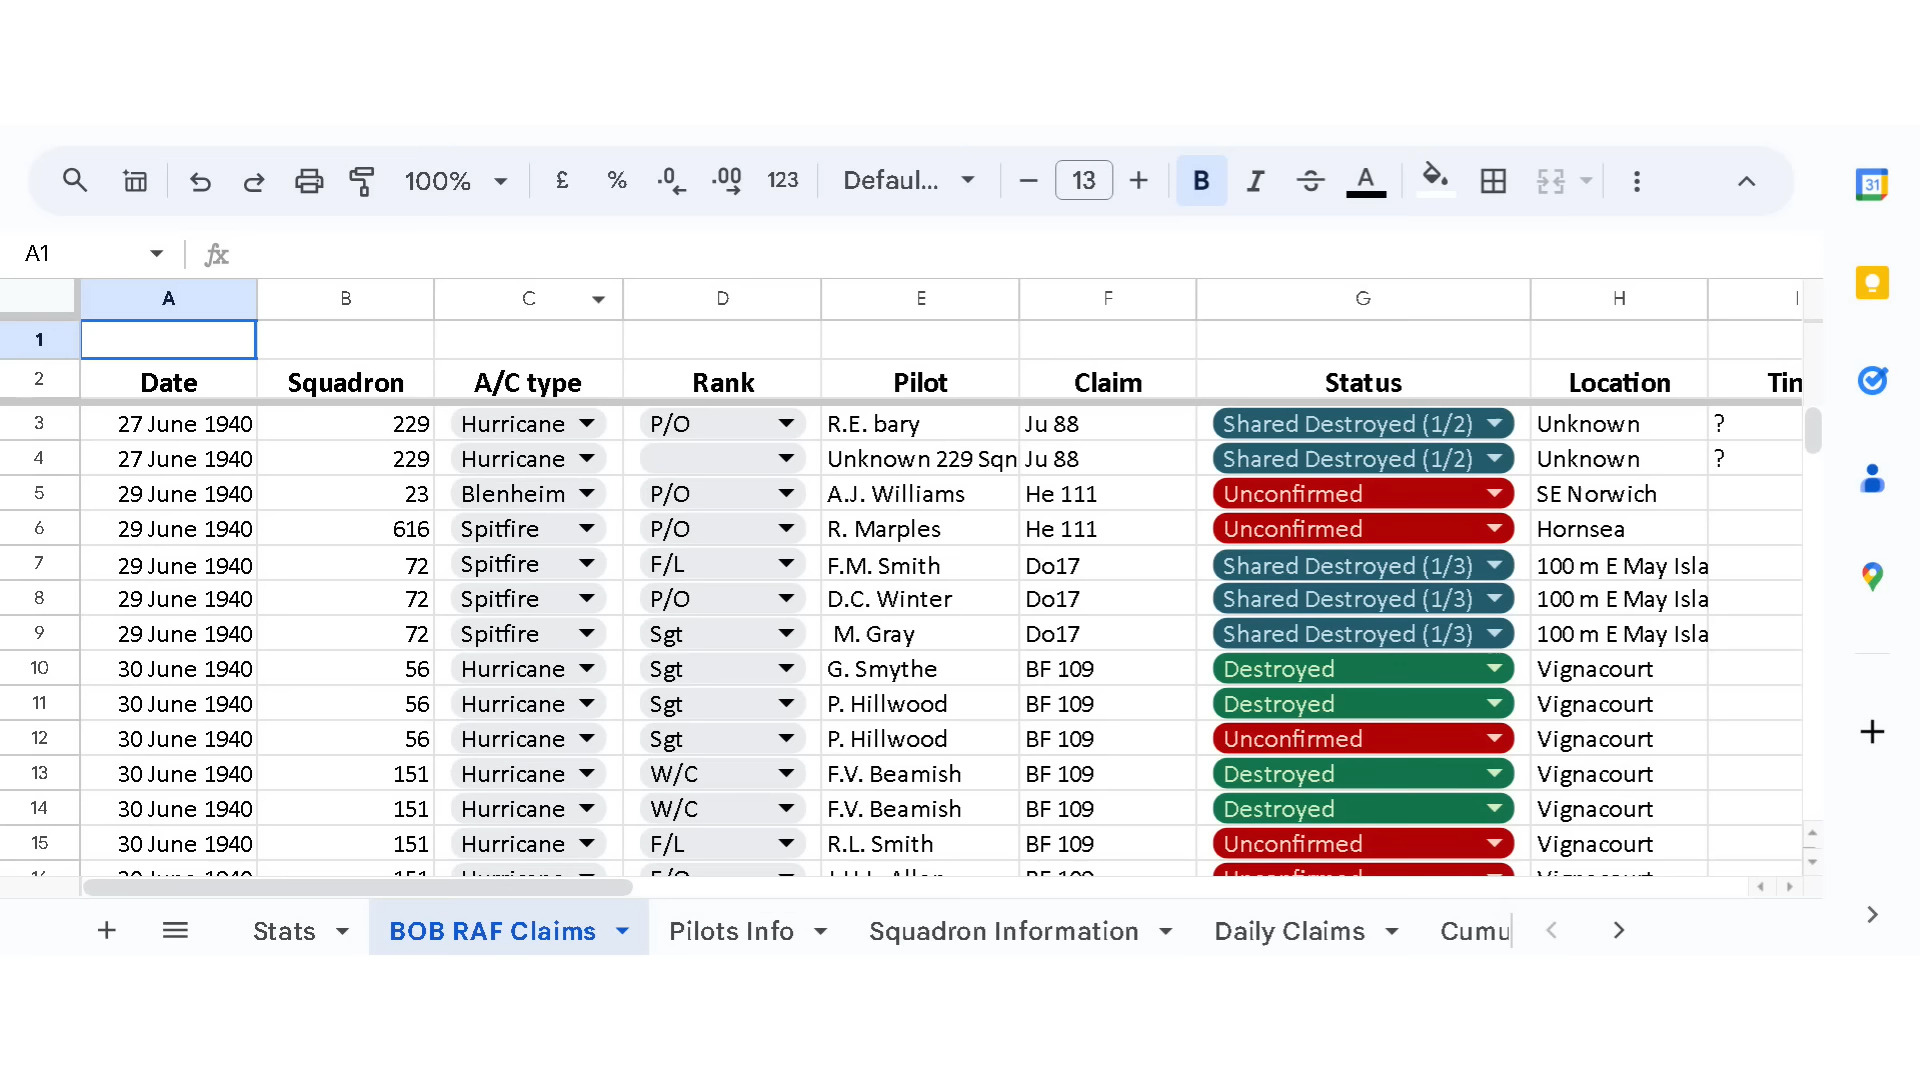 100% £ % .0 .00 123 Defaul... 13 B I A
31
A1 fx
A B C D E F G H I
1
2 Date Squadron A/C type Rank Pilot Claim Status Location Tin
3 27 June 1940 229 Hurricane P/O R.E. bary Ju 88 Shared Destroyed (1/2) Unknown ?
4 27 June 1940 229 Hurricane Unknown 229 Sqn Ju 88 Shared Destroyed (1/2) Unknown ?
5 29 June 1940 23 Blenheim P/O A.J. Williams He 111 Unconfirmed SE Norwich
6 29 June 1940 616 Spitfire P/O R. Marples He 111 Unconfirmed Hornsea
7 29 June 1940 72 Spitfire F/L F.M. Smith Do17 Shared Destroyed (1/3) 100 m E May Isla
8 29 June 1940 72 Spitfire P/O D.C. Winter Do17 Shared Destroyed (1/3) 100 m E May Isla
9 29 June 1940 72 Spitfire Sgt M. Gray Do17 Shared Destroyed (1/3) 100 m E May Isla
10 30 June 1940 56 Hurricane Sgt G. Smythe BF 109 Destroyed Vignacourt
11 30 June 1940 56 Hurricane Sgt P. Hillwood BF 109 Destroyed Vignacourt
12 30 June 1940 56 Hurricane Sgt P. Hillwood BF 109 Unconfirmed Vignacourt
13 30 June 1940 151 Hurricane W/C F.V. Beamish BF 109 Destroyed Vignacourt
14 30 June 1940 151 Hurricane W/C F.V. Beamish BF 109 Destroyed Vignacourt
15 30 June 1940 151 Hurricane F/L R.L. Smith BF 109 Unconfirmed Vignacourt
Stats BOB RAF Claims Pilots Info Squadron Information Daily Claims Cumu